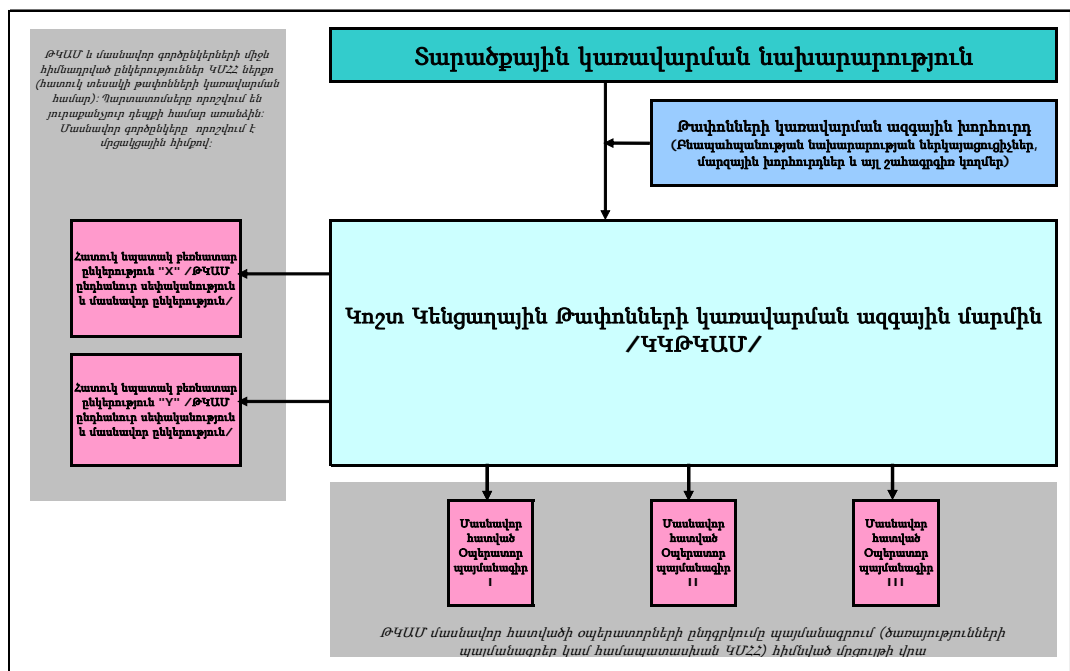 ԹԿԱՄ և մասնավոր գործընկերների միջև
հիմնադրված ընկերություններ ԿՄՀՀ ներքո
(հատուկ տեսակի թափոնների կառավարման
համար): Պարտատոմսերը որոշվում են
յուրաքանչյուր դեպքի համար առանձին:
Մասնավոր գործընկերը որոշվում է
մրցակցային հիմքով:
Տարածքային կառավարման նախարարություն
Թափոնների կառավարման ազգային խորհուրդ
(Բնապահպանության նախարարության ներկայացուցիչներ,
մարզային խորհուրդներ և այլ շահագրգիռ կողմեր)
Հատուկ նպատակ բեռնատար
ընկերություն "X" /ԹԿԱՄ
ընդհանուր սեփականություն
և մասնավոր ընկերություն/
Կոշտ Կենցաղային Թափոնների կառավարման ազգային մարմին
/ԿԿԹԿԱՄ/
Հատուկ նպատակ բեռնատար
ընկերություն "Y" /ԹԿԱՄ
ընդհանուր սեփականություն
և մասնավոր ընկերություն/
Մասնավոր
հատված
Օպերատոր
պայմանագիր
I
Մասնավոր
հատված
Օպերատոր
պայմանագիր
II
Մասնավոր
հատված
Օպերատոր
պայմանագիր
III
ԹԿԱՄ մասնավոր հատվածի օպերատորների ընդգրկումը պայմանագրում (ծառայությունների
պայմանագրեր կամ համապատասխան ԿՄՀՀ) հիմնված մրցույթի վրա